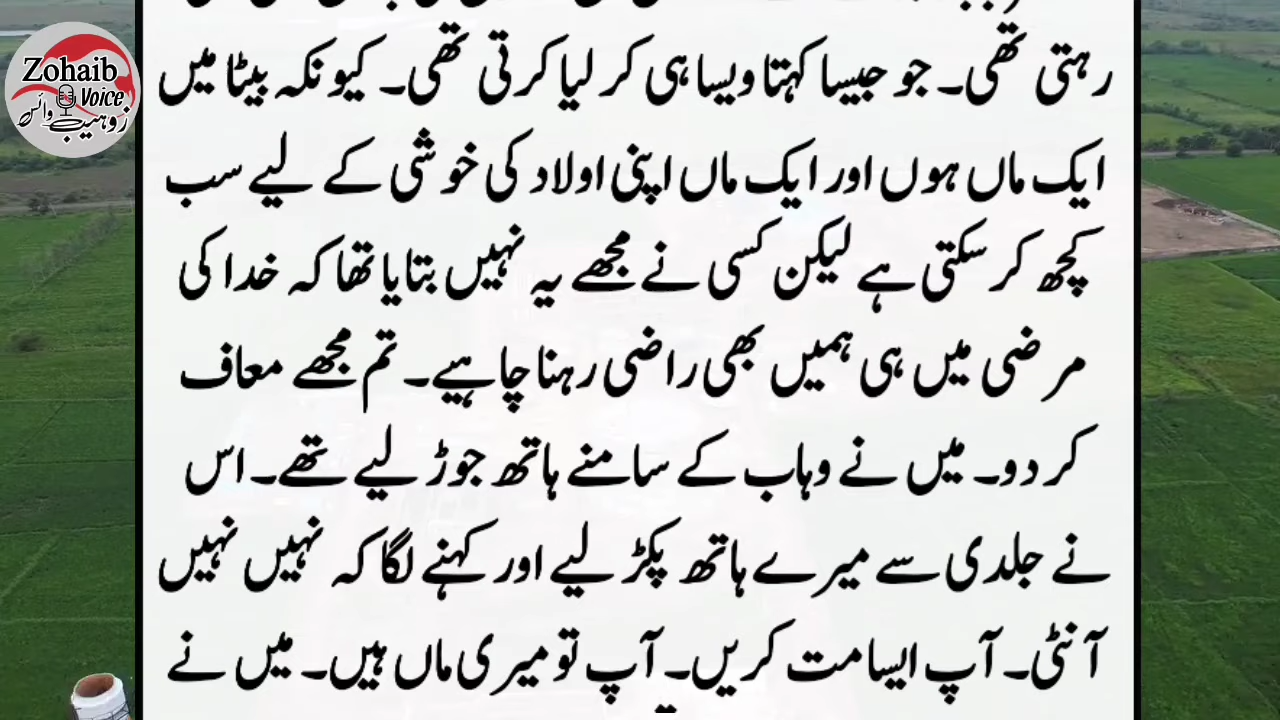 Zohaib
Voice
زوہیب وائس
رہتی تھی۔ جو جیسا کہتا ویسا ہی کر لیا کرتی تھی۔ کیونکہ بیٹا میں
ایک ماں ہوں اور ایک ماں اپنی اولاد کی خوشی کے لیے سب
کچھ کر سکتی ہے لیکن کسی نے مجھے یہ نہیں بتایا تھا کہ خدا کی
مرضی میں ہی ہمیں بھی راضی رہنا چاہیے۔ تم مجھے معاف
کر دو۔ میں نے وہاب کے سامنے ہاتھ جوڑ لیے تھے۔ اس
نے جلدی سے میرے ہاتھ پکڑ لیے اور کہنے لگا کہ نہیں نہیں
آنٹی۔ آپ ایسا مت کریں۔ آپ تو میری ماں ہیں۔ میں نے